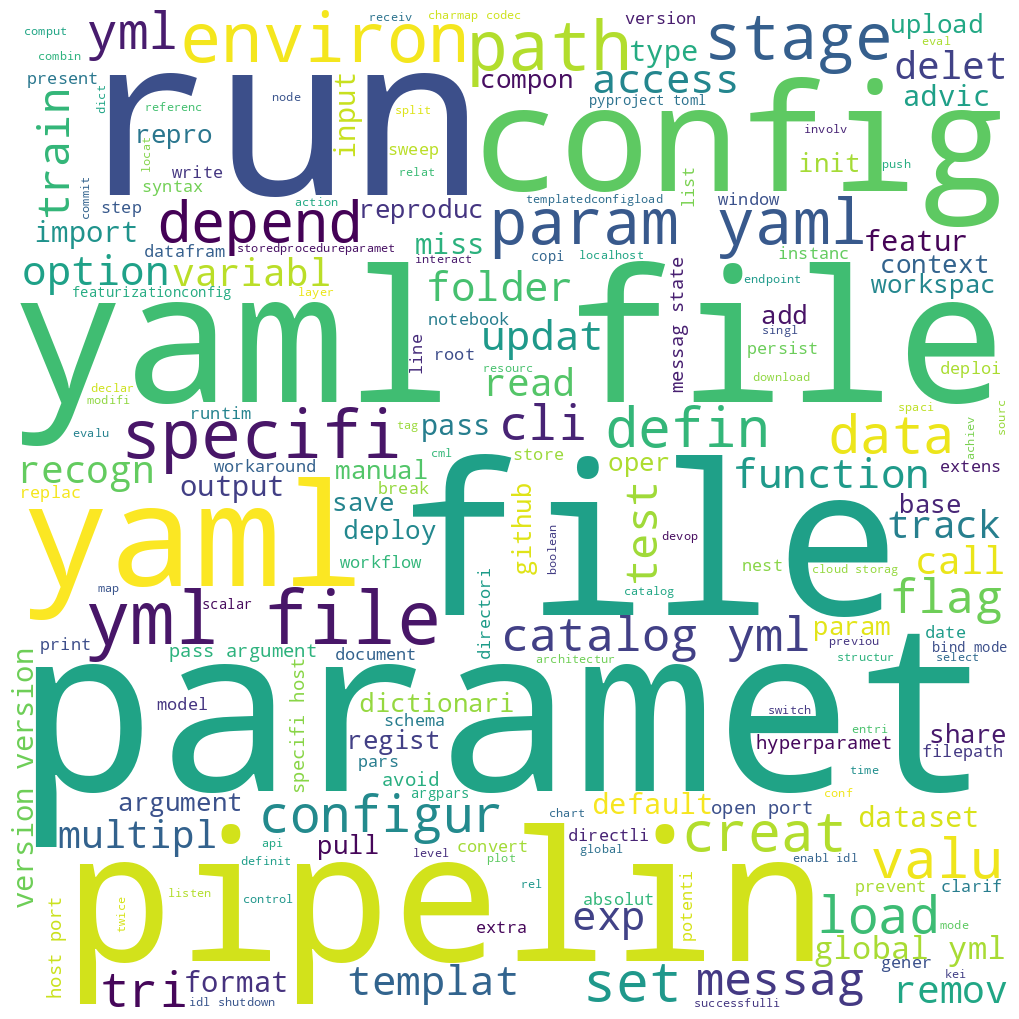 comput
yml
environ
path
receiv
charmap codec
version
stage
upload
eval
combin
type
delet
present
dict
run
compon
access
config
advic
referenc
node
input
split
pyproject toml
train
repro
locat
sweep
involv
init
push
commit
write
syntax
relat
list
step
action
depend
reproduc
templatedconfigload
param yaml
window
import
datafram
storedprocedureparamet
miss
interact
copi
localhost
instanc
featur
context
option
variabl
folder
messag state
endpoint
workspac
featurizationconfig
layer
yaml file
notebook
updat
add
singl
persist
line
root
resourc
read
download
deploi
declar
modifi
runtim
specifi
tag
pass
cli
defin
data
spaci
sourc
achiev
evalu
recogn
workaround
manual
cml
store
oper
function
extens
replac
output
yaml
break
save
file
github
boolean
test
base
track
deploy
devop
workflow
nest
cloud storag
call
map
scalar
yml file
directori
catalog
flag
print
pass argument
document
catalog yml
param
previou
date
bind mode
architectur
structur
select
version version
paramet
model
specifi host
dictionari
schema
regist
switch
share
hyperparamet
filepath
entri
pars
avoid
time
argument
argpars
configur
default
open port
conf
dataset
multipl
chart
directli
creat
api
pull
level
convert
global
enabl idl
valu
definit
plot
pipelin
listen
control
rel
absolut
potenti
prevent
clarif
twice
exp
load
mode
host port
extra
global yml
gener
kei
tri
format
templat
set
messag
remov
idl shutdown
successfulli